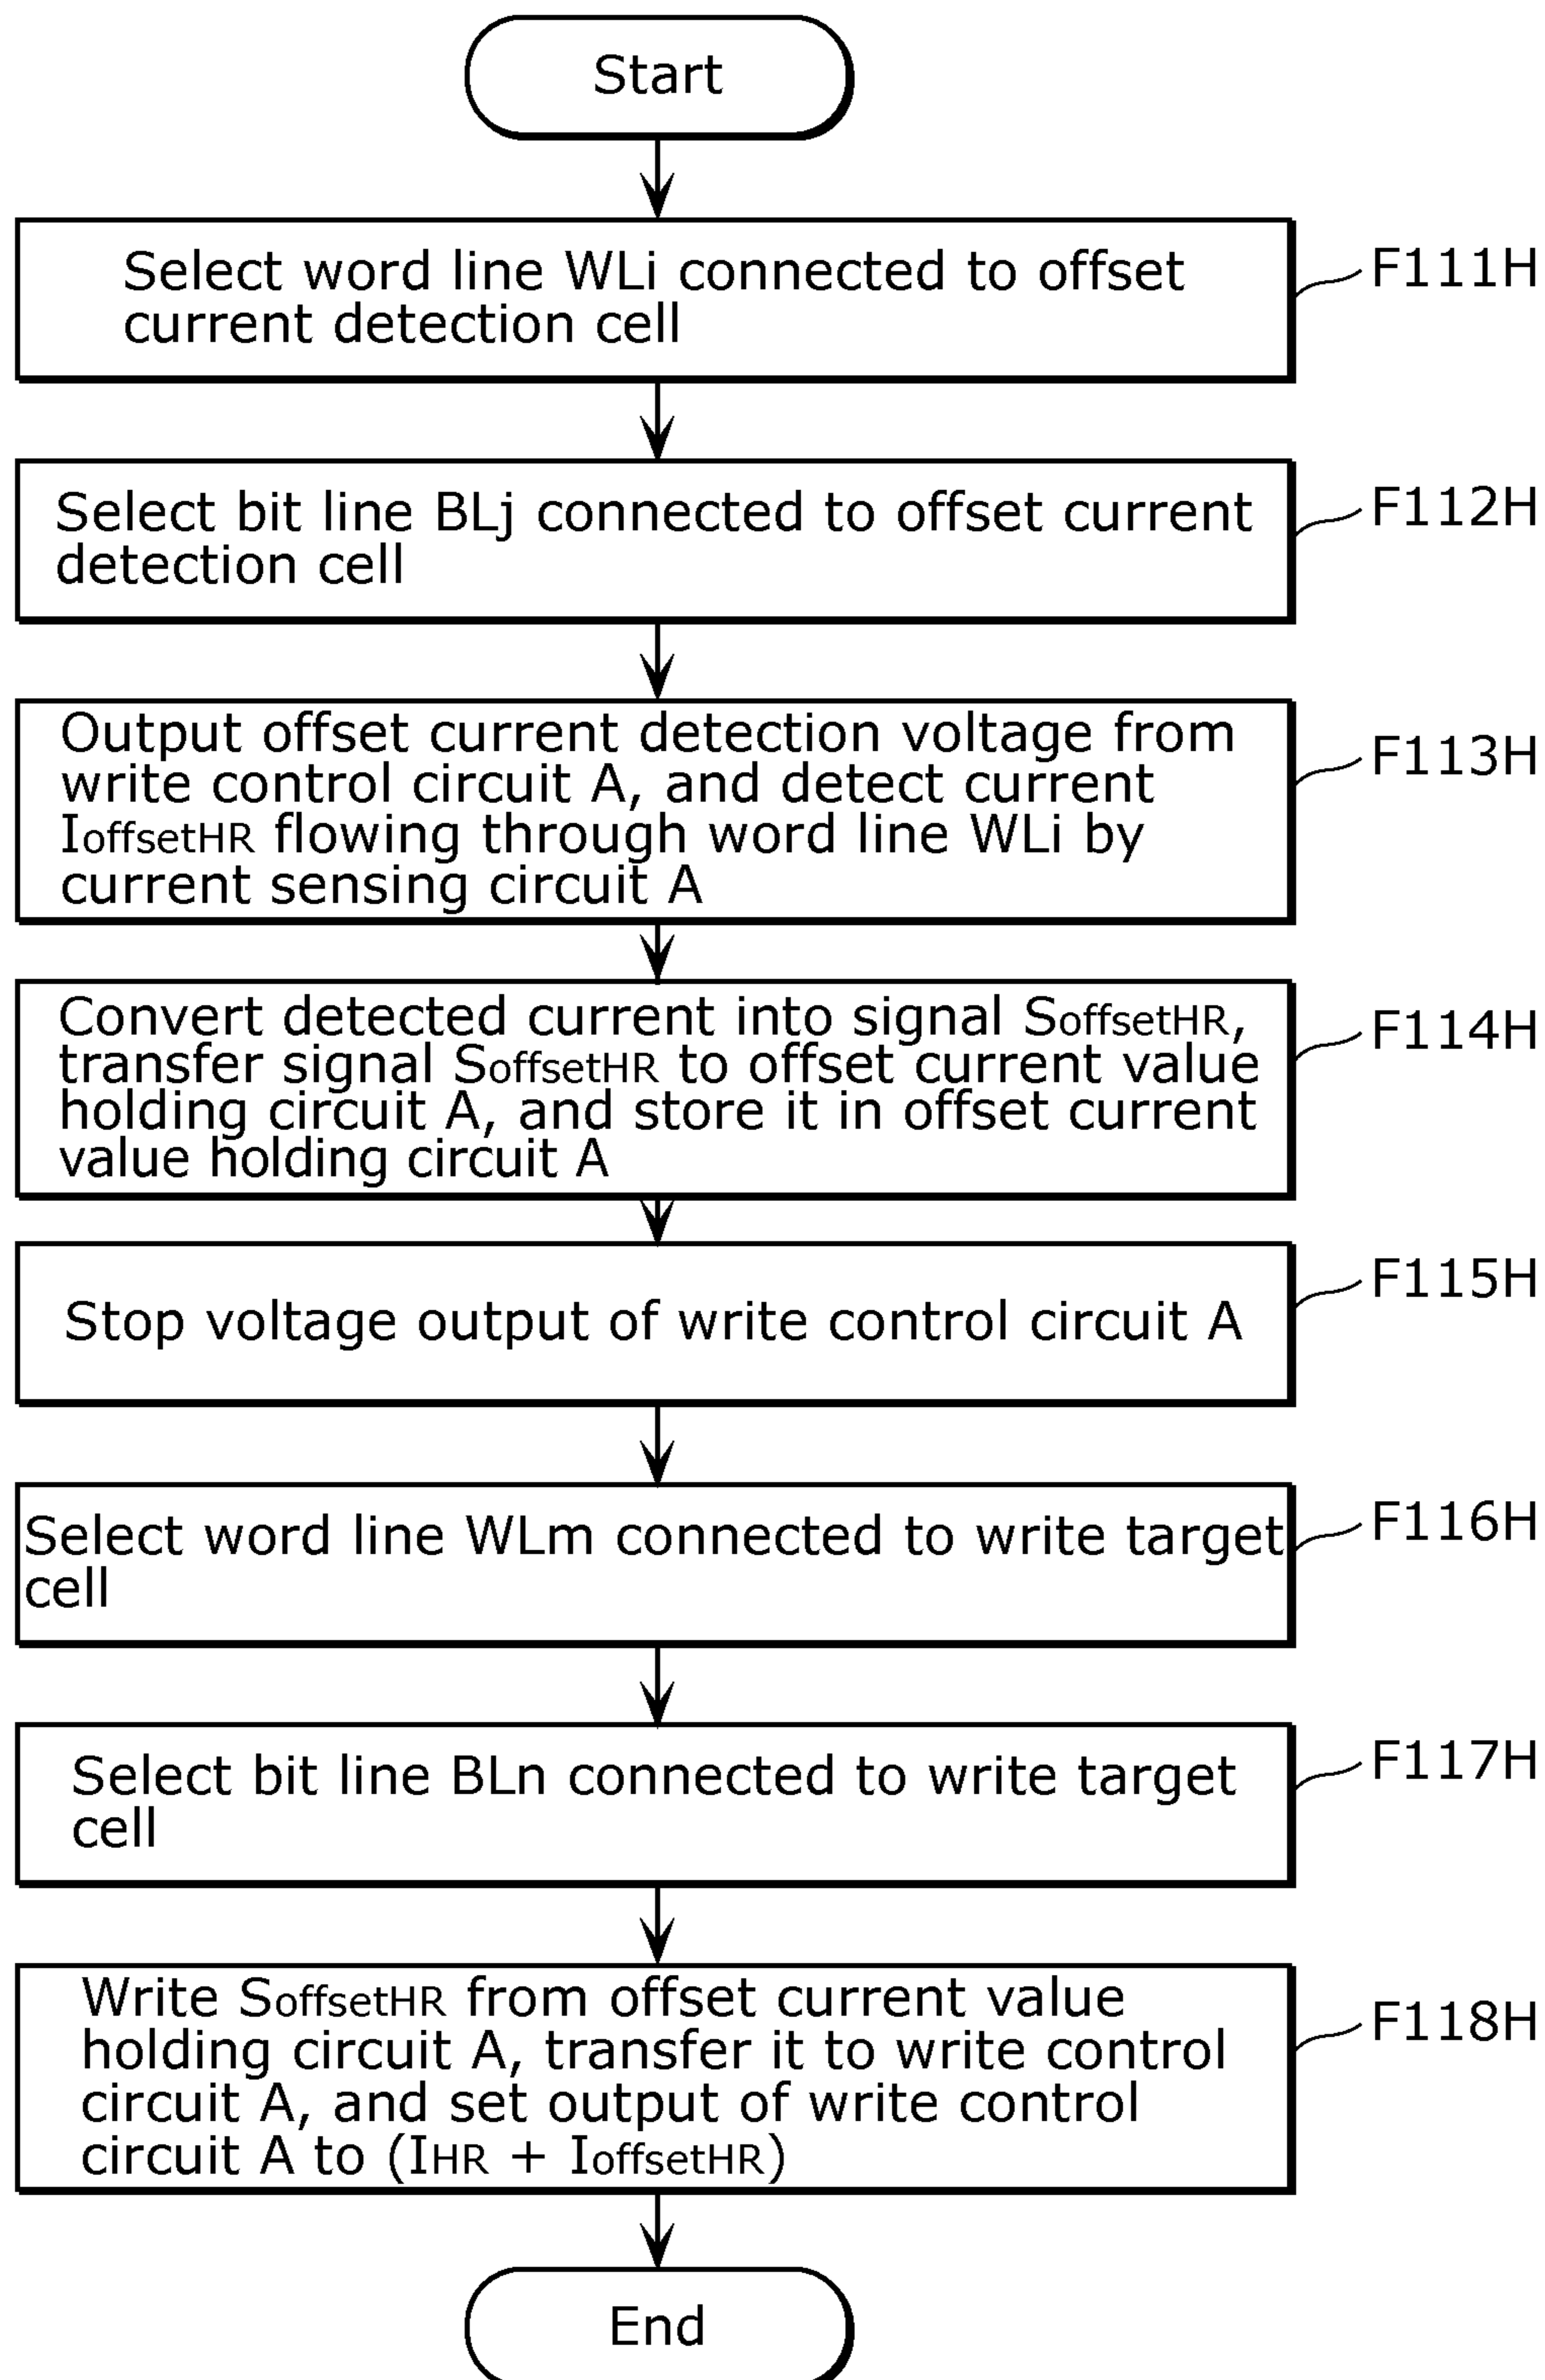 Start
Select word line WLi connected to offset
current detection cell
F111H
Select bit line BLj connected to offset current
detection cell
F112H
Output offset current detection voltage from
write control circuit A, and detect current
IoffsetHR flowing through word line WLi by
current sensing circuit A
F113H
Convert detected current into signal SoffsetHR,
transfer signal SoffsetHR to offset current value
holding circuit A, and store it in offset current
value holding circuit A
F114H
Stop voltage output of write control circuit A
F115H
Select word line WLm connected to write target
cell
F116H
Select bit line BLn connected to write target
cell
F117H
Write SoffsetHR from offset current value
holding circuit A, transfer it to write control
circuit A, and set output of write control
circuit A to (IHR + IoffsetHR)
F118H
End